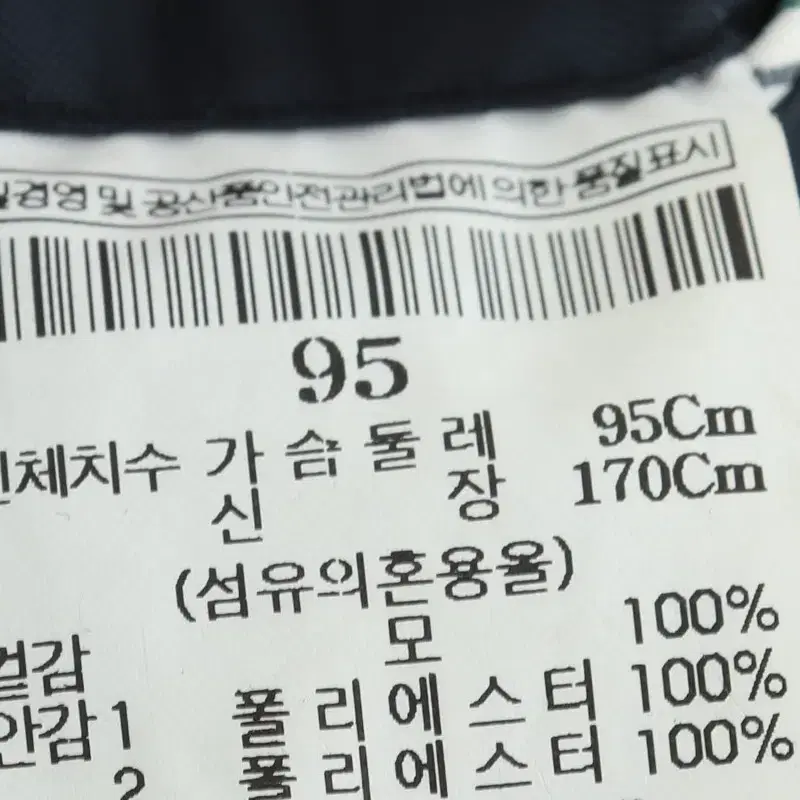 질경영 및 공산품안전관리법에 의한 품질표시
95
인체치수 가슴둘레 95Cm
신장 170Cm
(섬유의혼용율)
겉감 모 100%
안감 1 폴리에스터 100%
2 폴리에스터 100%